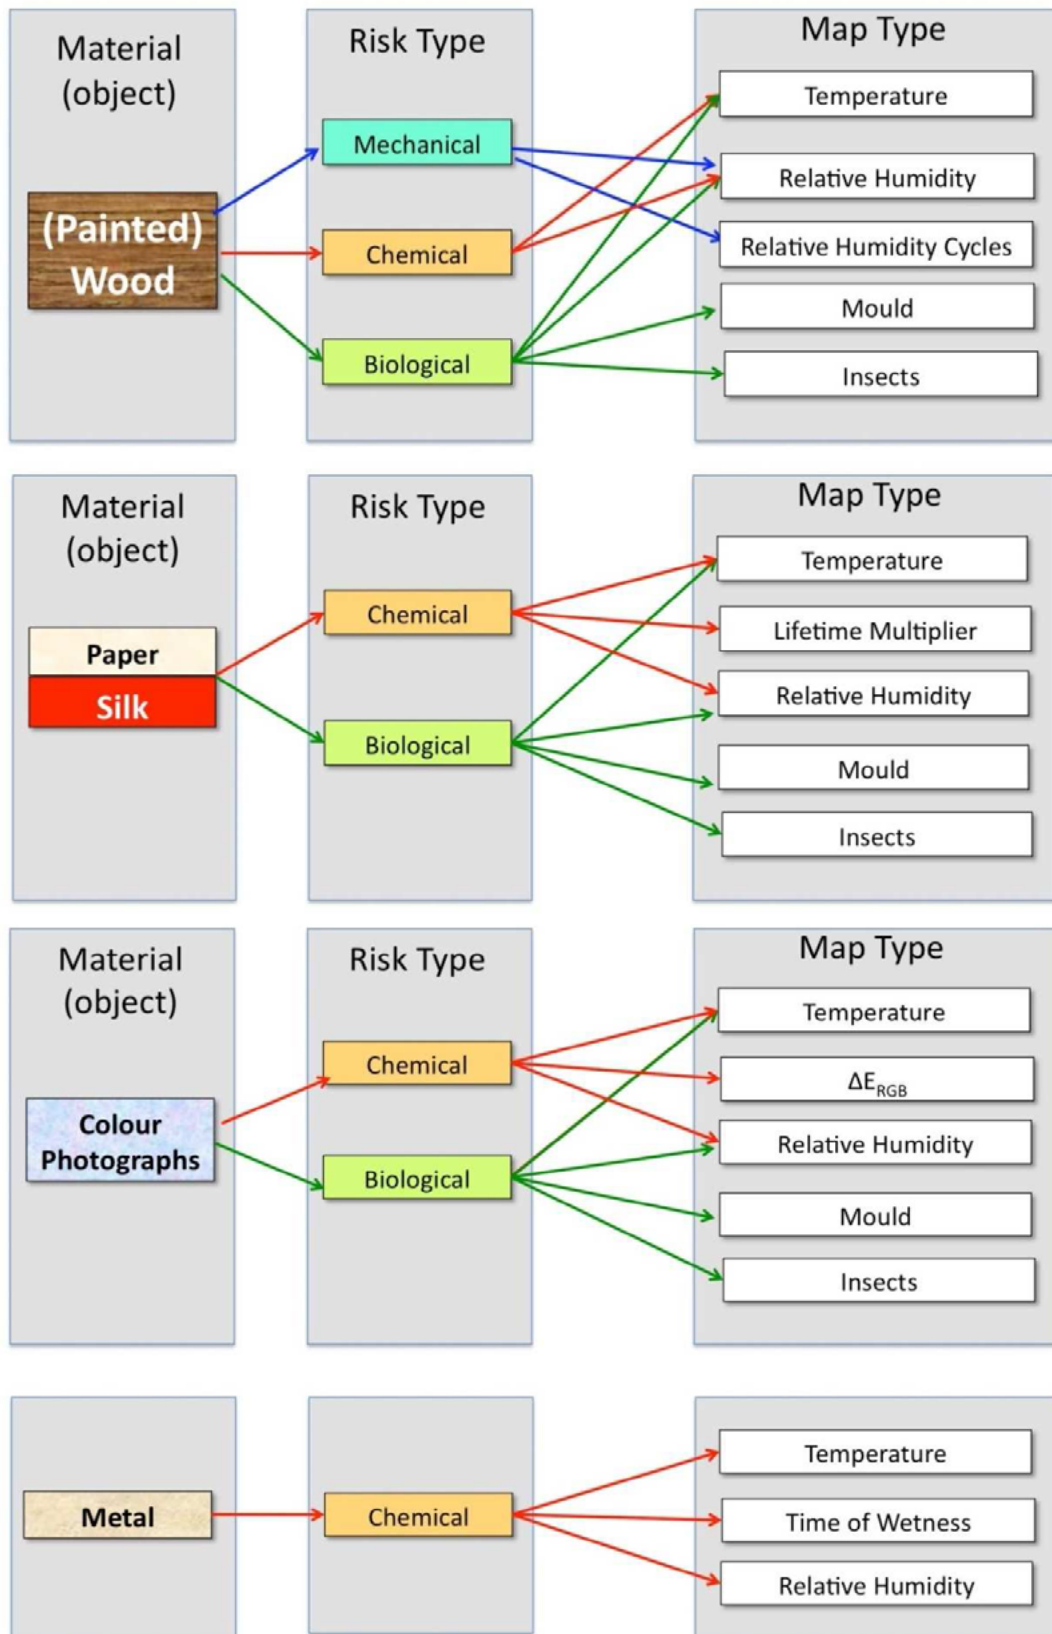 Material
(object)
Risk Type
Map Type
(Painted)
Wood
Mechanical
Chemical
Biological
Temperature
Relative Humidity
Relative Humidity Cycles
Mould
Insects
Material
(object)
Risk Type
Map Type
Paper
Silk
Chemical
Biological
Temperature
Lifetime Multiplier
Relative Humidity
Mould
Insects
Material
(object)
Risk Type
Map Type
Colour
Photographs
Chemical
Biological
Temperature
ΔE_RGB
Relative Humidity
Mould
Insects
Metal
Chemical
Temperature
Time of Wetness
Relative Humidity